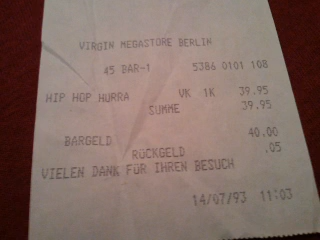 VIRGIN MEGASTORE BERLIN
45 BAR-1 5386 0101 108
HIP HOP HURRA VK 1K 39.95
SUMME 39.95
BARGELD 40.00
RÜCKGELD .05
VIELEN DANK FÜR IHREN BESUCH
14/07/93 11:03